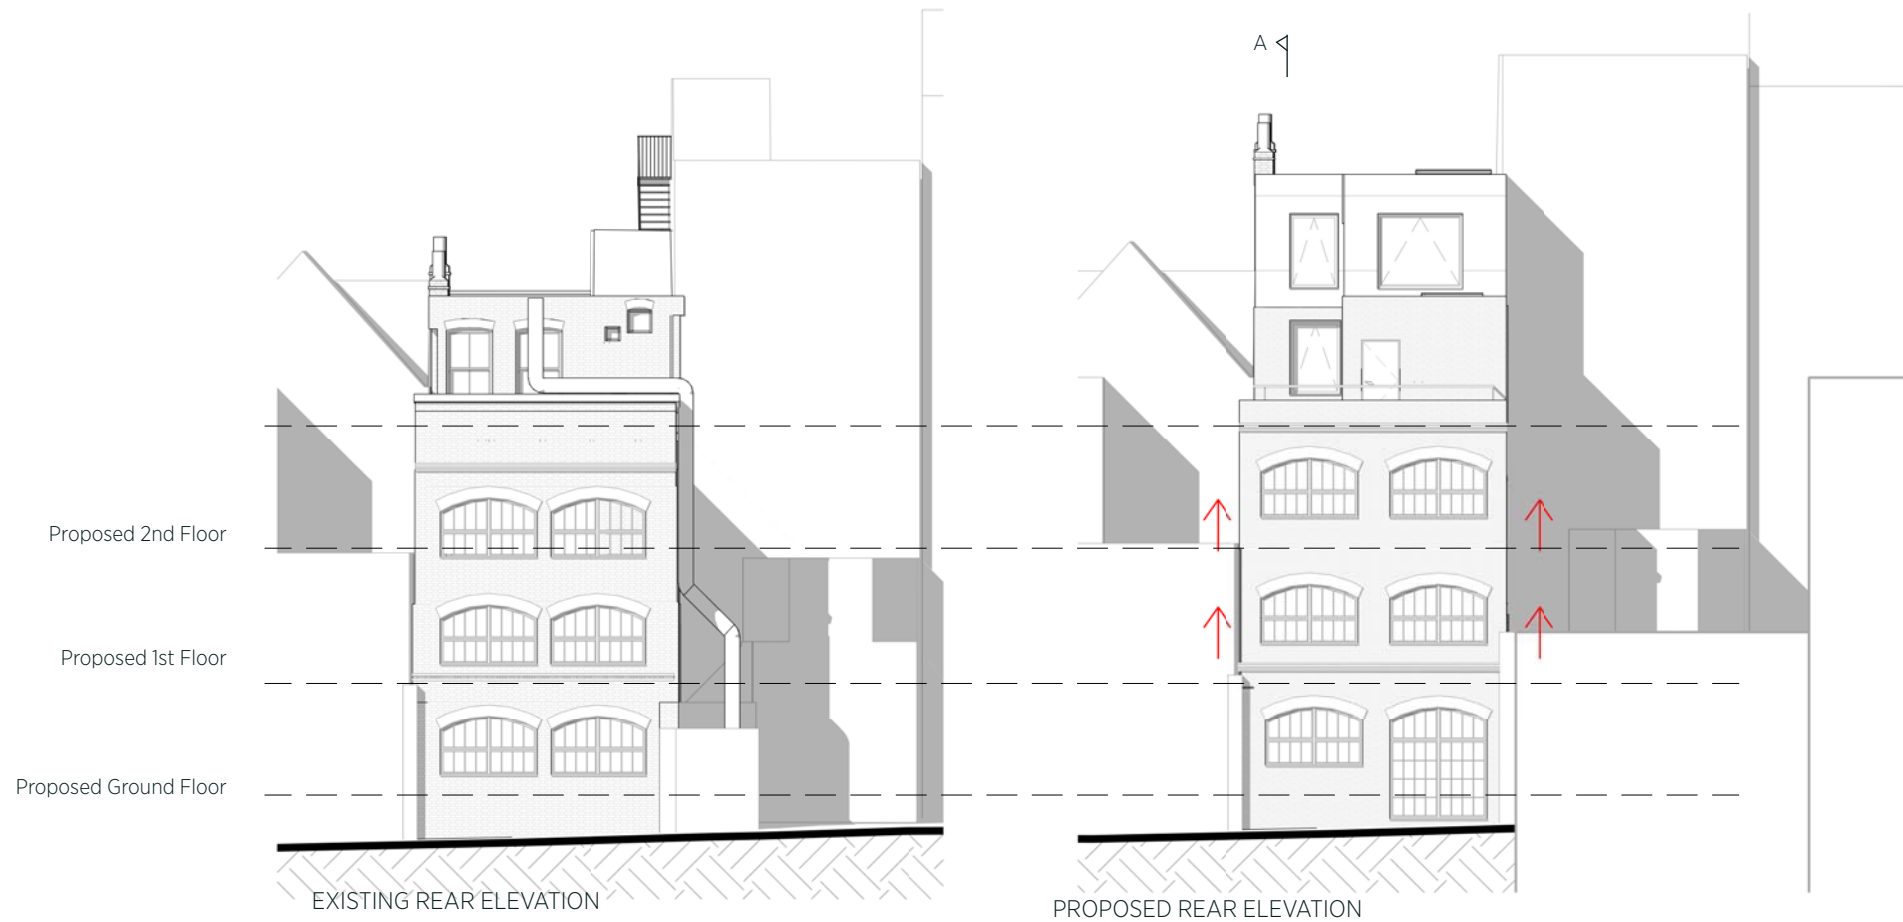 A
Proposed 2nd Floor
Proposed 1st Floor
Proposed Ground Floor
EXISTING REAR ELEVATION
PROPOSED REAR ELEVATION